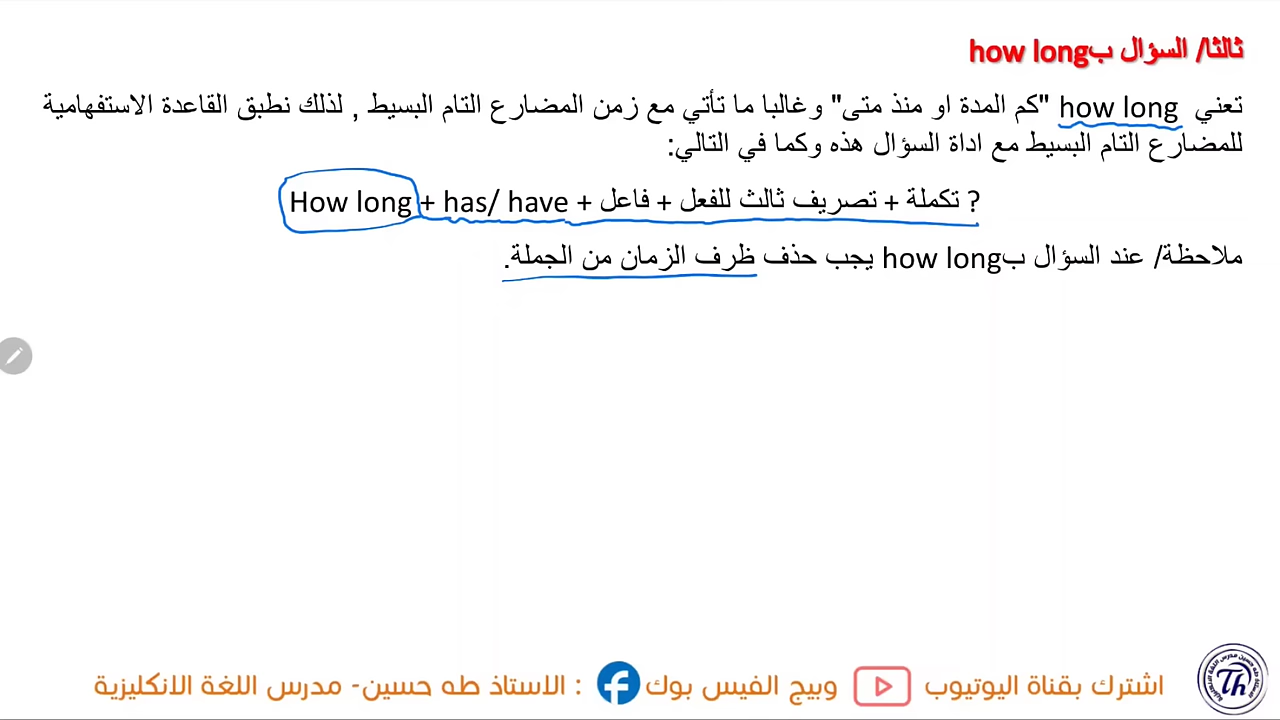 ثالثا/ السؤال بhow long
تعني how long "كم المدة او منذ متى" وغالبا ما تأتي مع زمن المضارع التام البسيط , لذلك نطبق القاعدة الاستفهامية
للمضارع التام البسيط مع اداة السؤال هذه وكما في التالي:
How long + has/ have + فاعل + تصريف ثالث للفعل + تكملة ?
ملاحظة/ عند السؤال بhow long يجب حذف ظرف الزمان من الجملة.
اشترك بقناة اليوتيوب وبيج الفيس بوك : الاستاذ طه حسين- مدرس اللغة الانكليزية
Th